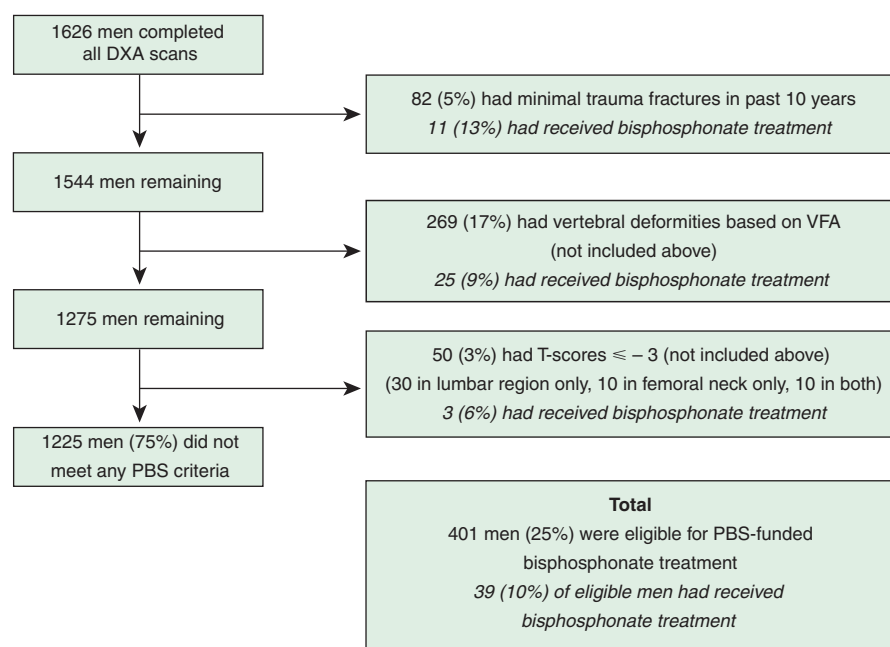 1626 men completed
all DXA scans
82 (5%) had minimal trauma fractures in past 10 years
11 (13%) had received bisphosphonate treatment
1544 men remaining
269 (17%) had vertebral deformities based on VFA
(not included above)
25 (9%) had received bisphosphonate treatment
1275 men remaining
50 (3%) had T-scores ⩽ – 3 (not included above)
(30 in lumbar region only, 10 in femoral neck only, 10 in both)
3 (6%) had received bisphosphonate treatment
1225 men (75%) did not
meet any PBS criteria
Total
401 men (25%) were eligible for PBS-funded
bisphosphonate treatment
39 (10%) of eligible men had received
bisphosphonate treatment